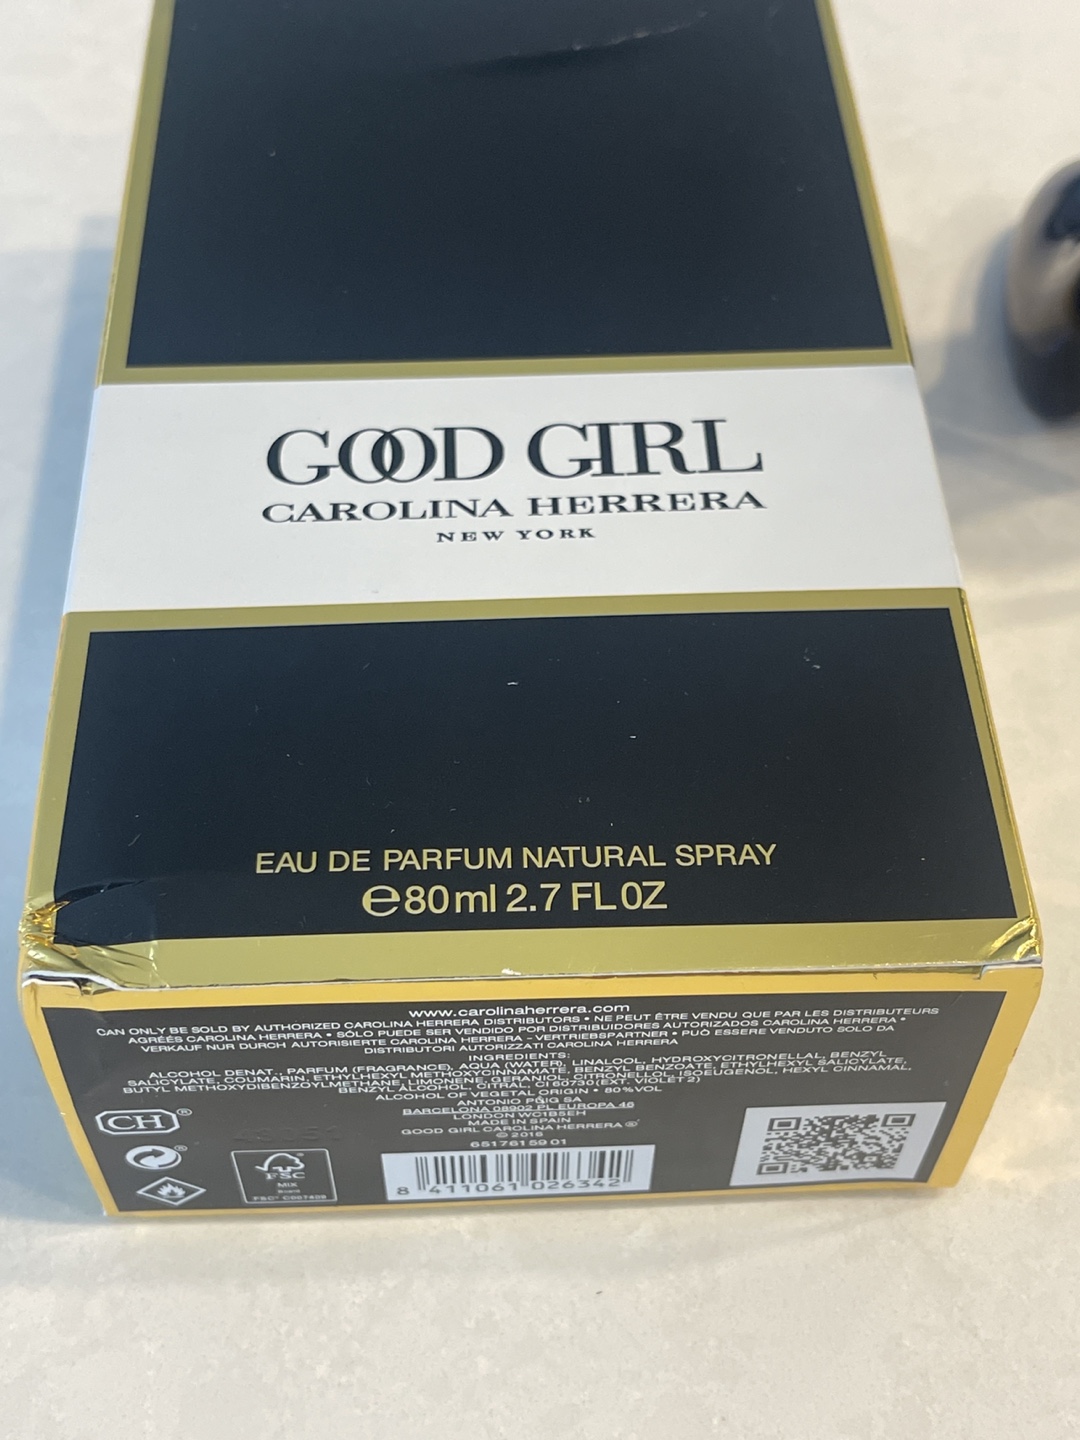 GOOD GIRL
CAROLINA HERRERA
NEW YORK
EAU DE PARFUM NATURAL SPRAY
℮80ml 2.7 FL OZ
www.carolinaherrera.com
CAN ONLY BE SOLD BY AUTHORIZED CAROLINA HERRERA DISTRIBUTORS • NE PEUT ÊTRE VENDU QUE PAR LES DISTRIBUTEURS
AGRÉÉS CAROLINA HERRERA • SÓLO PUEDE SER VENDIDO POR DISTRIBUIDORES AUTORIZADOS CAROLINA HERRERA •
VERKAUF NUR DURCH AUTORISIERTE CAROLINA HERRERA - VERTRIEBSPARTNER • PUÒ ESSERE VENDUTO SOLO DA
DISTRIBUTORI AUTORIZZATI CAROLINA HERRERA
INGREDIENTS:
ALCOHOL DENAT., PARFUM (FRAGRANCE), AQUA (WATER), LINALOOL, HYDROXYCITRONELLAL, BENZYL
SALICYLATE, COUMARIN, ETHYLHEXYL METHOXYCINNAMATE, BENZYL BENZOATE, ETHYLHEXYL SALICYLATE,
BUTYL METHOXYDIBENZOYLMETHANE, LIMONENE, GERANIOL, CITRONELLOL, ISOEUGENOL, HEXYL CINNAMAL,
BENZYL ALCOHOL, CITRAL, CI 60730 (EXT. VIOLET 2)
ALCOHOL OF VEGETAL ORIGIN • 80%VOL
ANTONIO PUIG SA
BARCELONA 08902 PL EUROPA 46
LONDON WC1B5EH
MADE IN SPAIN
GOOD GIRL CAROLINA HERRERA ®
© 2016
65176159 01
CH®
FSC
MIX
Board
8 411061 026342